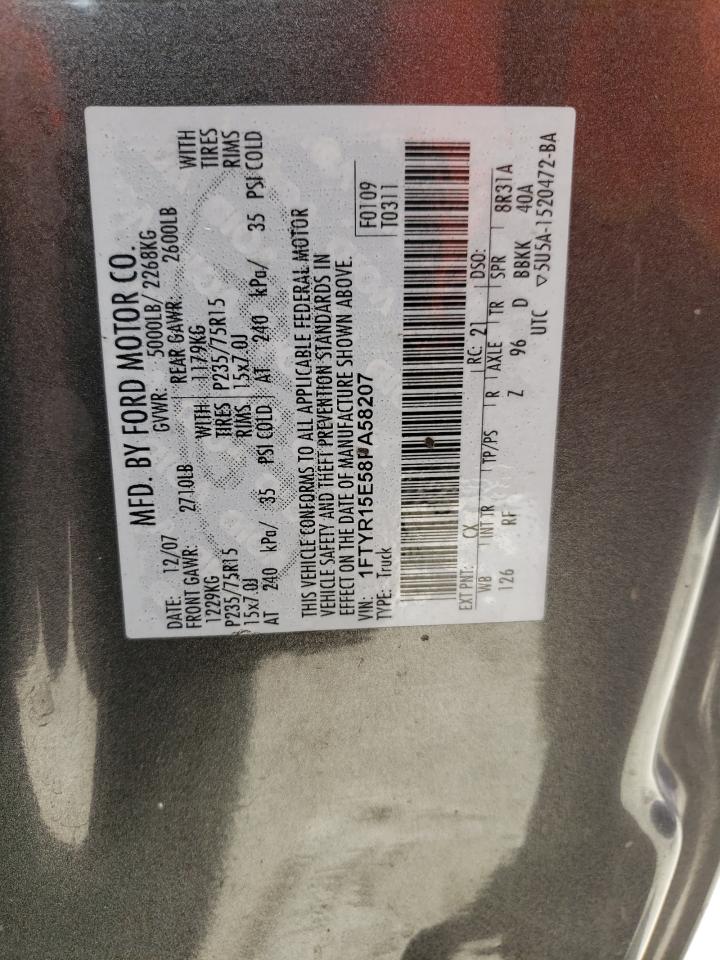 MFD. BY FORD MOTOR CO.
DATE: 12/07 GVWR: 5000LB/ 2268KG
FRONT GAWR: 2710LB REAR GAWR: 2600LB
1229KG WITH 1179KG WITH
P235/75R15 TIRES P235/75R15 TIRES
15x7.0J RIMS 15x7.0J RIMS
AT 240 kPa/ 35 PSI COLD AT 240 kPa/ 35 PSI COLD
THIS VEHICLE CONFORMS TO ALL APPLICABLE FEDERAL MOTOR
VEHICLE SAFETY AND THEFT PREVENTION STANDARDS IN
EFFECT ON THE DATE OF MANUFACTURE SHOWN ABOVE.
VIN: 1FTYR15E58PA58207
TYPE: Truck
F0109
T0311
EXT PNT: CX RC: 21 DSO:
WB INT TR TP/PS R AXLE TR SPR 8R31A
126 RF Z 96 D BBKK 40A
UTC ▽5U5A-1520472-BA